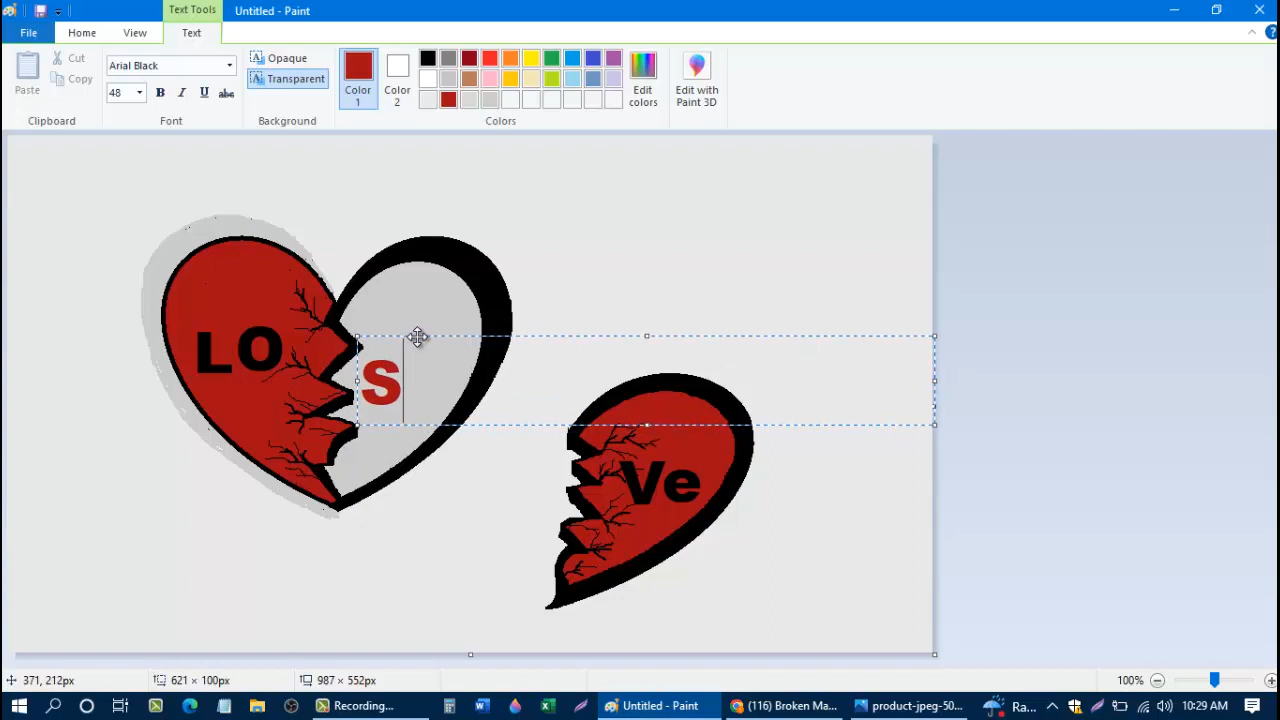 Text Tools
Untitled - Paint
File
Home
View
Text
Paste
Cut
Copy
Clipboard
Arial Black
48
B I U abc
Font
Opaque
Transparent
Background
Color 1
Color 2
Edit colors
Colors
Edit with Paint 3D
LO
S
Ve
371, 212px
621 × 100px
987 × 552px
100%
Recording...
Untitled - Paint
(116) Broken Ma...
product-jpeg-50...
Ra...
10:29 AM